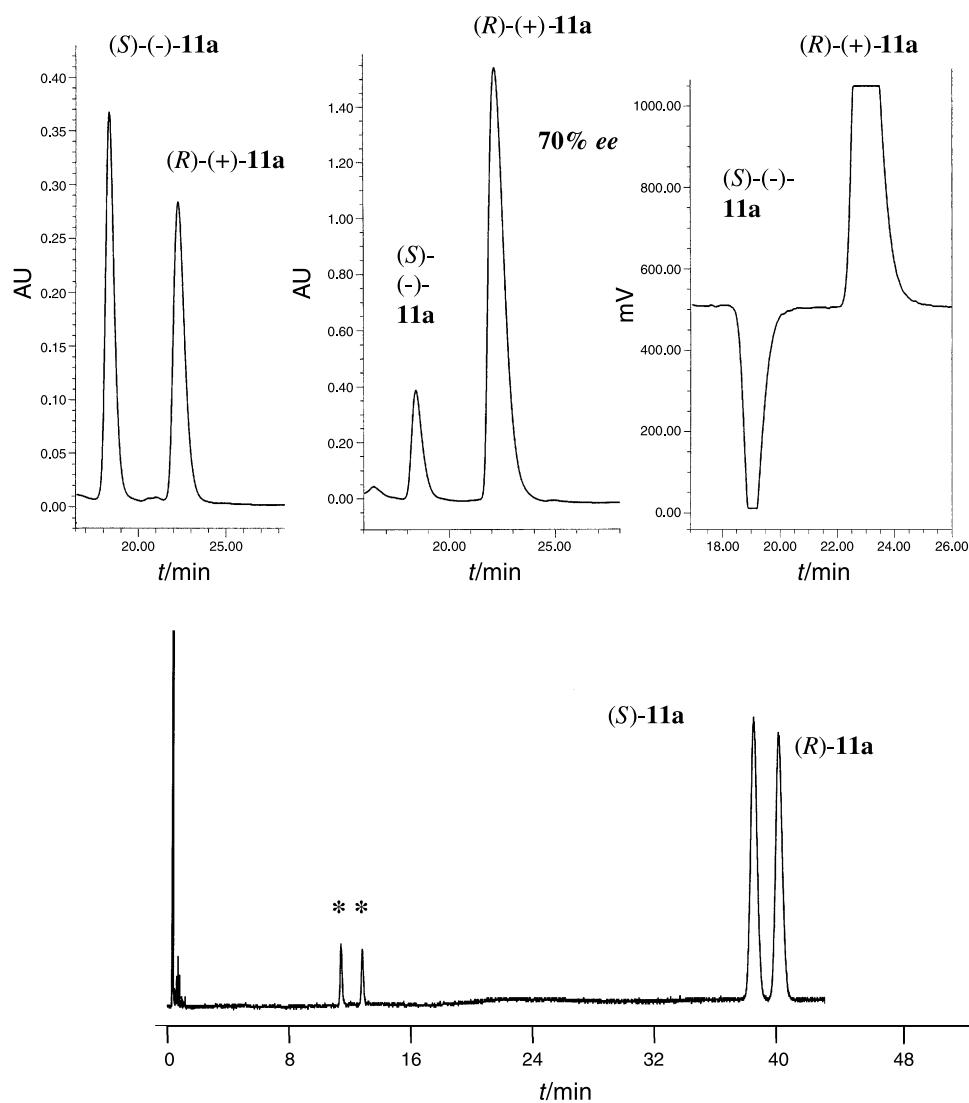 (S)-(-)-11a
(R)-(+)-11a
0.40
0.35
0.30
0.25
0.20
0.15
0.10
0.05
0.00
AU
20.00 25.00
t/min
(R)-(+)-11a
70% ee
(S)-
(-)-
11a
1.40
1.20
1.00
0.80
0.60
0.40
0.20
0.00
AU
20.00 25.00
t/min
(R)-(+)-11a
(S)-(-)-
11a
1000.00
800.00
600.00
400.00
200.00
0.00
mV
18.00 20.00 22.00 24.00 26.00
t/min
(S)-11a
(R)-11a
* *
0 8 16 24 32 40 48
t/min